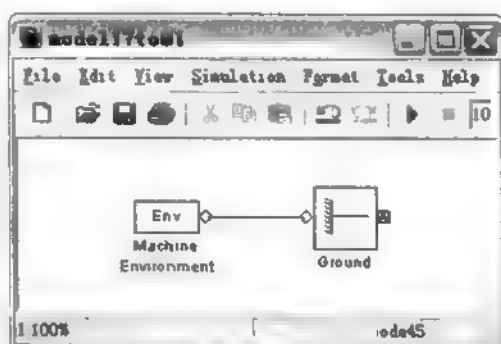 File Edit View Simulation Format Tools Help
10
Env
Machine
Environment
Ground
100%
ode45